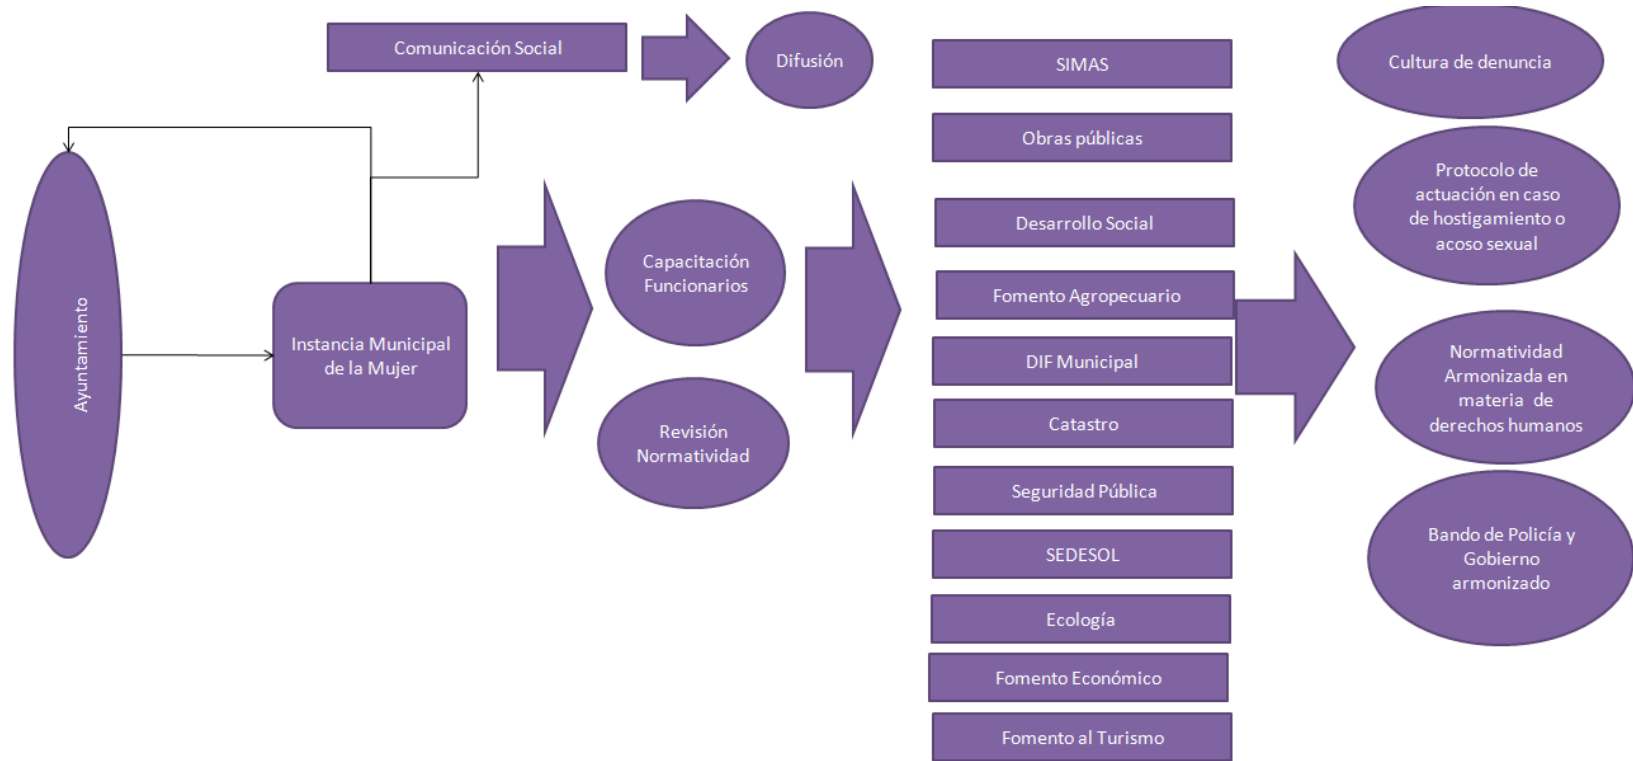 Comunicación Social
Difusión
Ayuntamiento
Instancia Municipal
de la Mujer
Capacitación
Funcionarios
Revisión
Normatividad
SIMAS
Obras públicas
Desarrollo Social
Fomento Agropecuario
DIF Municipal
Catastro
Seguridad Pública
SEDESOL
Ecología
Fomento Económico
Fomento al Turismo
Cultura de denuncia
Protocolo de
actuación en caso
de hostigamiento o
acoso sexual
Normatividad
Armonizada en
materia de
derechos humanos
Bando de Policía y
Gobierno
armonizado